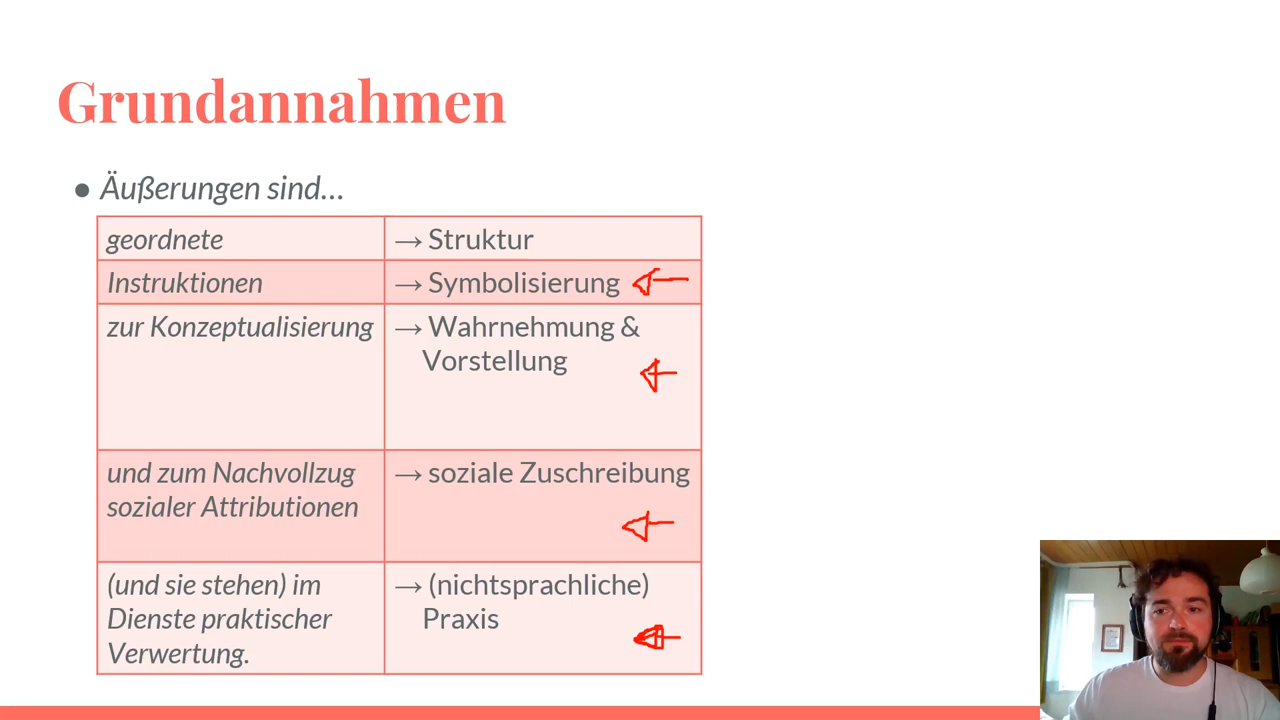 Grundannahmen
● Äußerungen sind...
geordnete → Struktur
Instruktionen → Symbolisierung
zur Konzeptualisierung → Wahrnehmung &
Vorstellung
und zum Nachvollzug → soziale Zuschreibung
sozialer Attributionen
(und sie stehen) im → (nichtsprachliche)
Dienste praktischer Praxis
Verwertung.